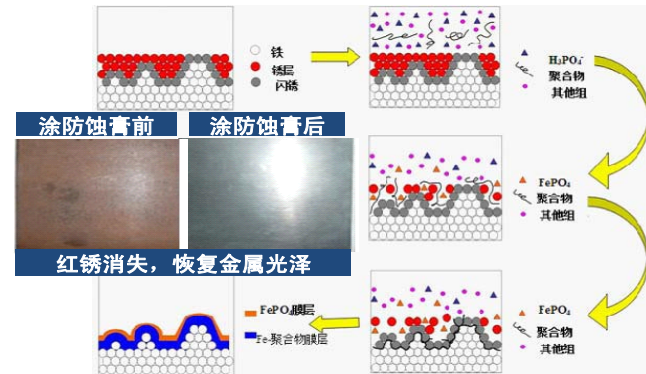 铁
锈层
闪锈
H₃PO₄
聚合物
其他组
涂防蚀膏前
涂防蚀膏后
红锈消失，恢复金属光泽
FePO₄
聚合物
其他组
FePO₄膜层
Fe-聚合物膜层
FePO₄
聚合物
其他组